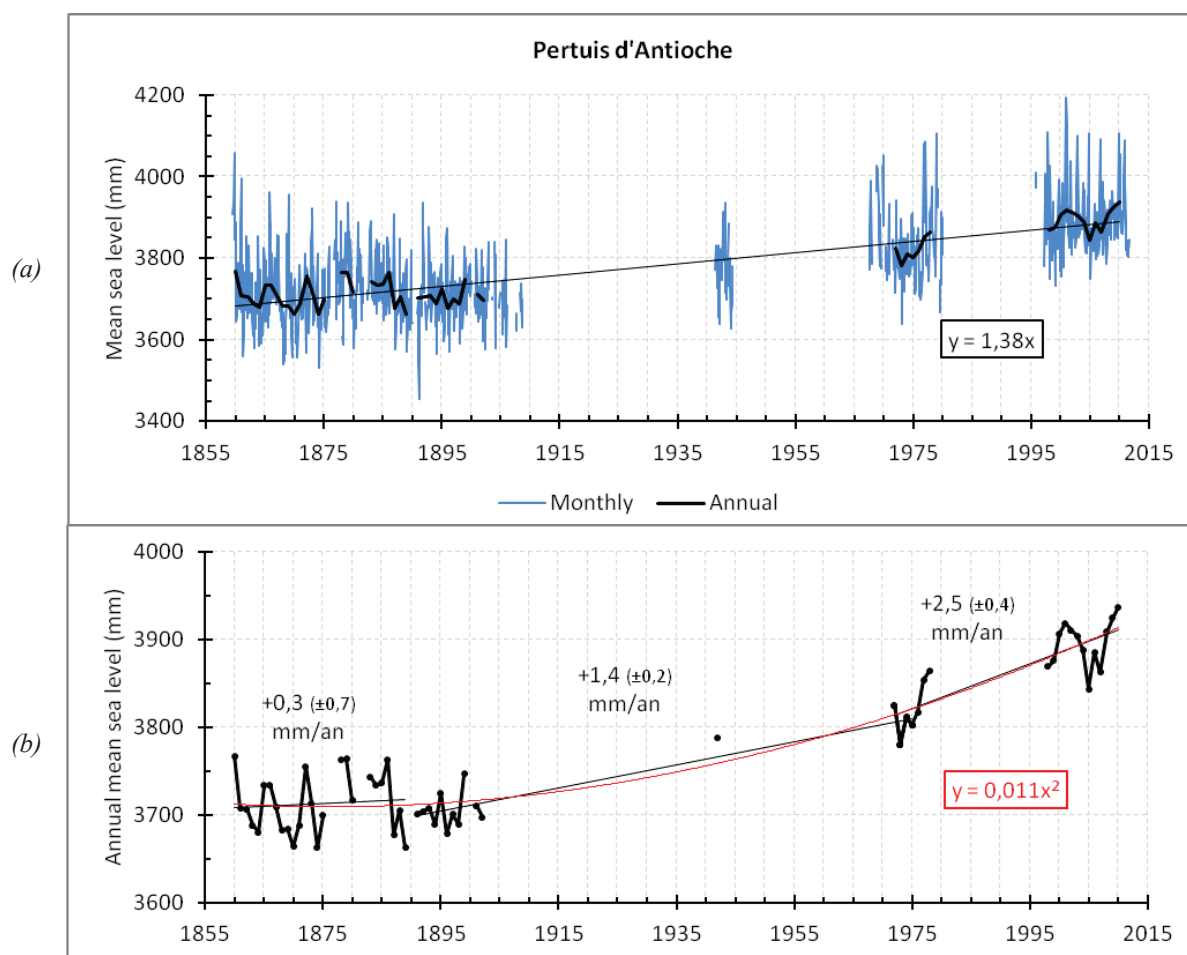 Pertuis d'Antioche
(a)
Mean sea level (mm)
4200
4000
3800
3600
3400
y = 1,38x
1855 1875 1895 1915 1935 1955 1975 1995 2015
Monthly Annual
(b)
Annual mean sea level (mm)
4000
3900
3800
3700
3600
+2,5 (±0,4)
mm/an
+1,4 (±0,2)
mm/an
+0,3 (±0,7)
mm/an
y = 0,011x²
1855 1875 1895 1915 1935 1955 1975 1995 2015